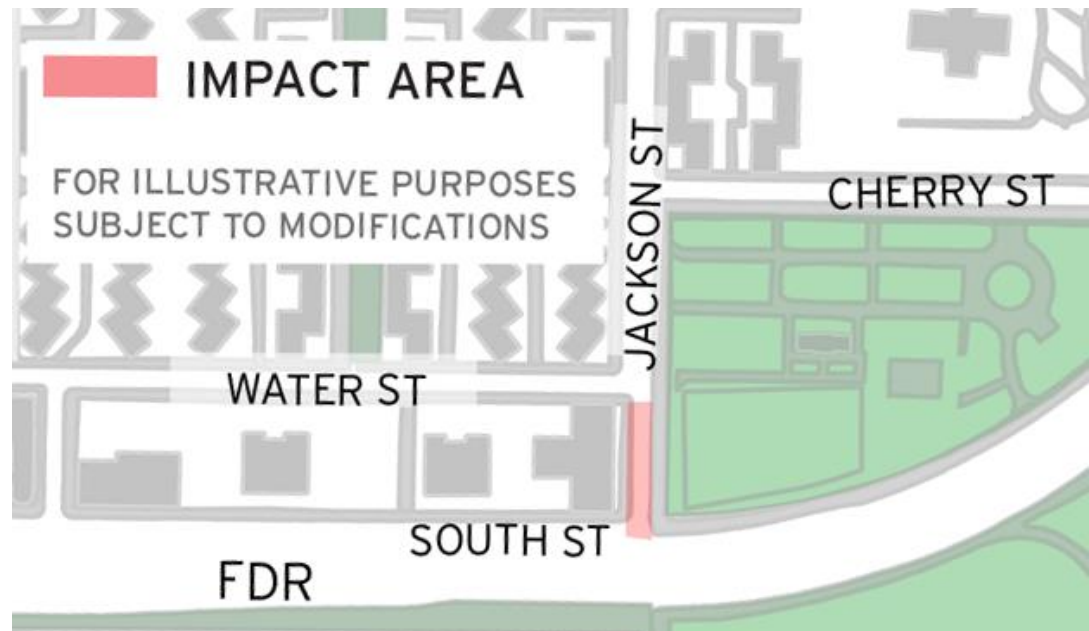 IMPACT AREA
FOR ILLUSTRATIVE PURPOSES
SUBJECT TO MODIFICATIONS
JACKSON ST
CHERRY ST
WATER ST
SOUTH ST
FDR